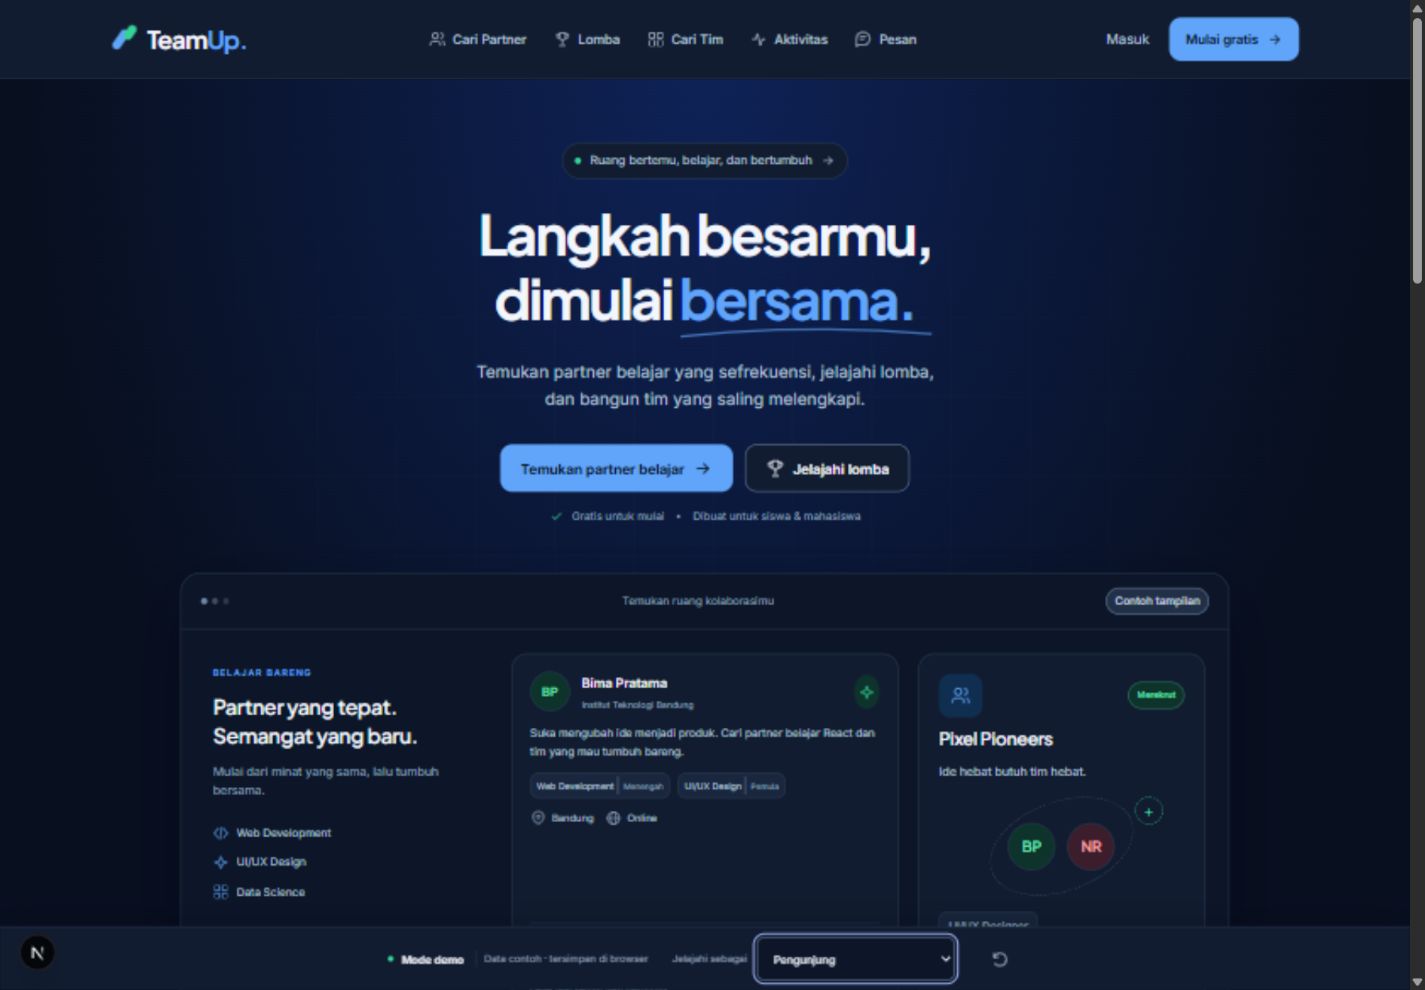 TeamUp.
Cari Partner
Lomba
Cari Tim
Aktivitas
Pesan
Masuk
Mulai gratis →
Ruang bertemu, belajar, dan bertumbuh →
Langkah besarmu,
dimulai bersama.
Temukan partner belajar yang sefrekuensi, jelajahi lomba,
dan bangun tim yang saling melengkapi.
Temukan partner belajar →
Jelajahi lomba
✓ Gratis untuk mulai • Dibuat untuk siswa & mahasiswa
Temukan ruang kolaborasimu
Contoh tampilan
BELAJAR BARENG
Partner yang tepat.
Semangat yang baru.
Mulai dari minat yang sama, lalu tumbuh
bersama.
Web Development
UI/UX Design
Data Science
BP
Bima Pratama
Institut Teknologi Bandung
Suka mengubah ide menjadi produk. Cari partner belajar React dan
tim yang mau tumbuh bareng.
Web Development | Menengah
UI/UX Design | Pemula
Bandung
Online
Merekrut
Pixel Pioneers
Ide hebat butuh tim hebat.
+
BP
NR
UI/UX Designer
N
Mode demo
Data contoh · tersimpan di browser
Jelajahi sebagai
Pengunjung